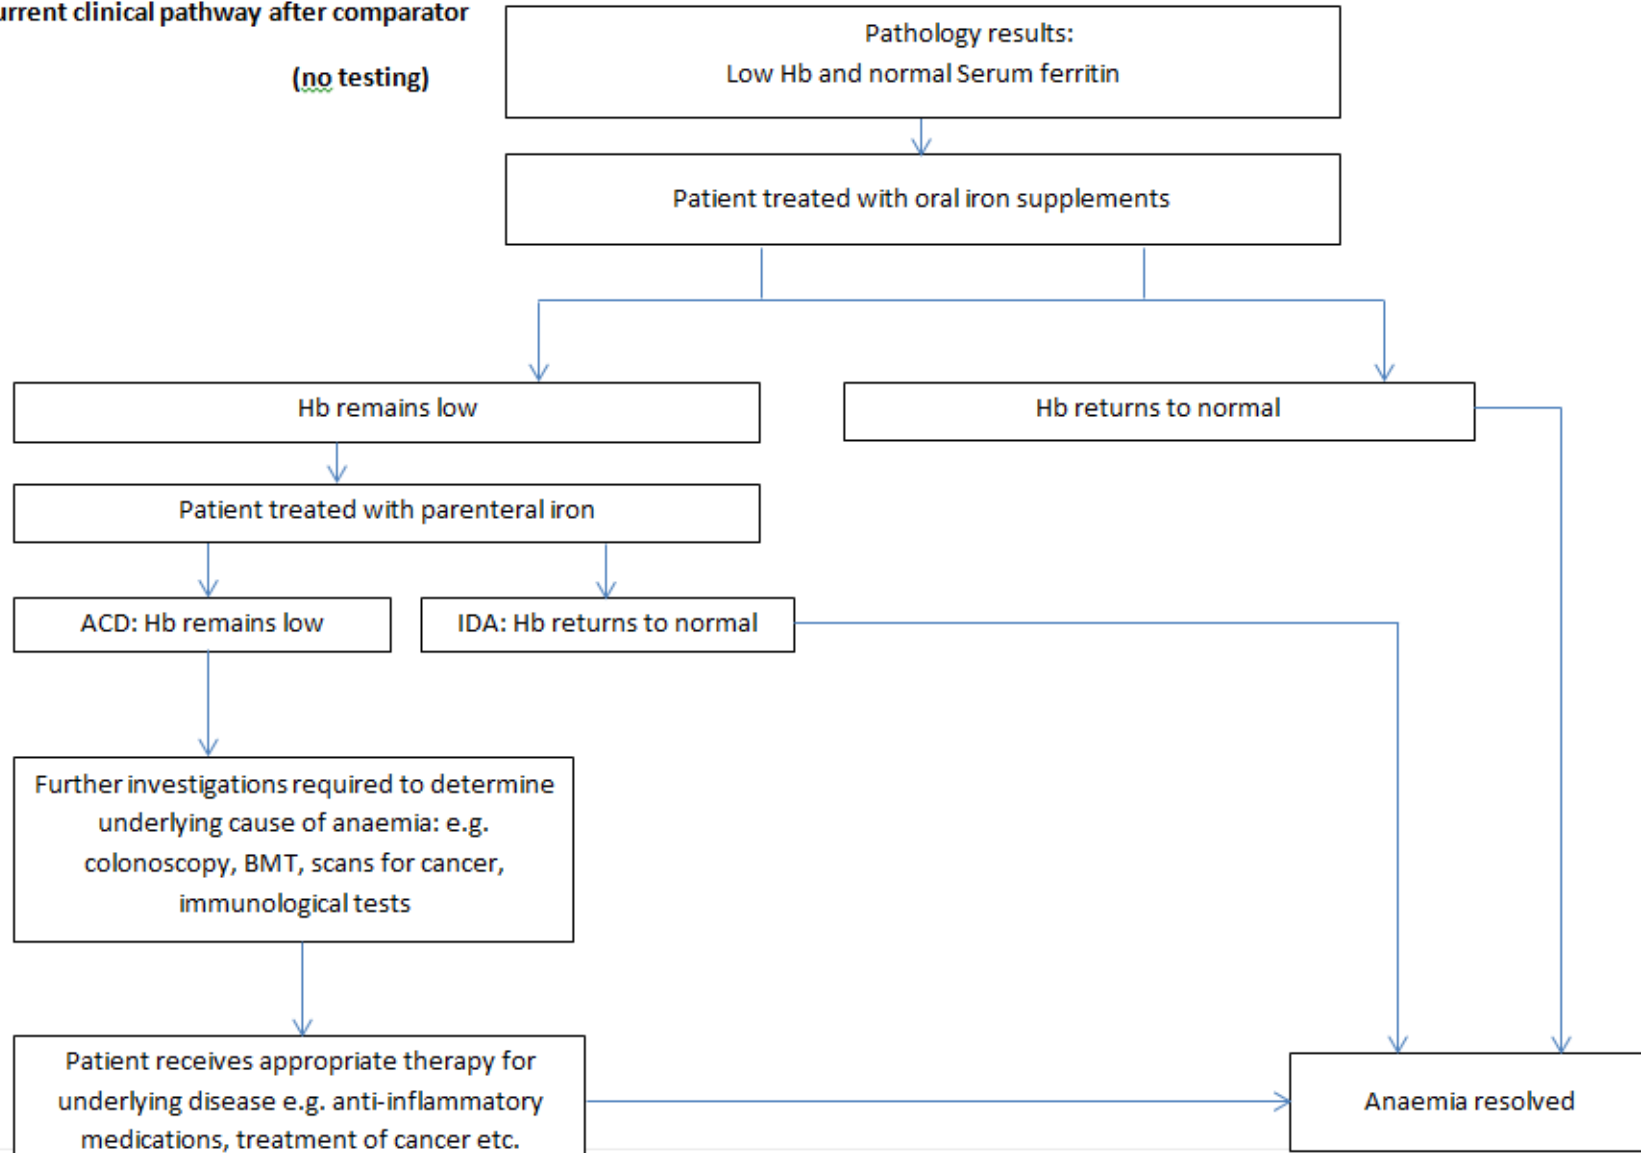 urrent clinical pathway after comparator
(no testing)
Pathology results:
Low Hb and normal Serum ferritin
Patient treated with oral iron supplements
Hb remains low
Hb returns to normal
Patient treated with parenteral iron
ACD: Hb remains low
IDA: Hb returns to normal
Further investigations required to determine
underlying cause of anaemia: e.g.
colonoscopy, BMT, scans for cancer,
immunological tests
Patient receives appropriate therapy for
underlying disease e.g. anti-inflammatory
medications, treatment of cancer etc.
Anaemia resolved